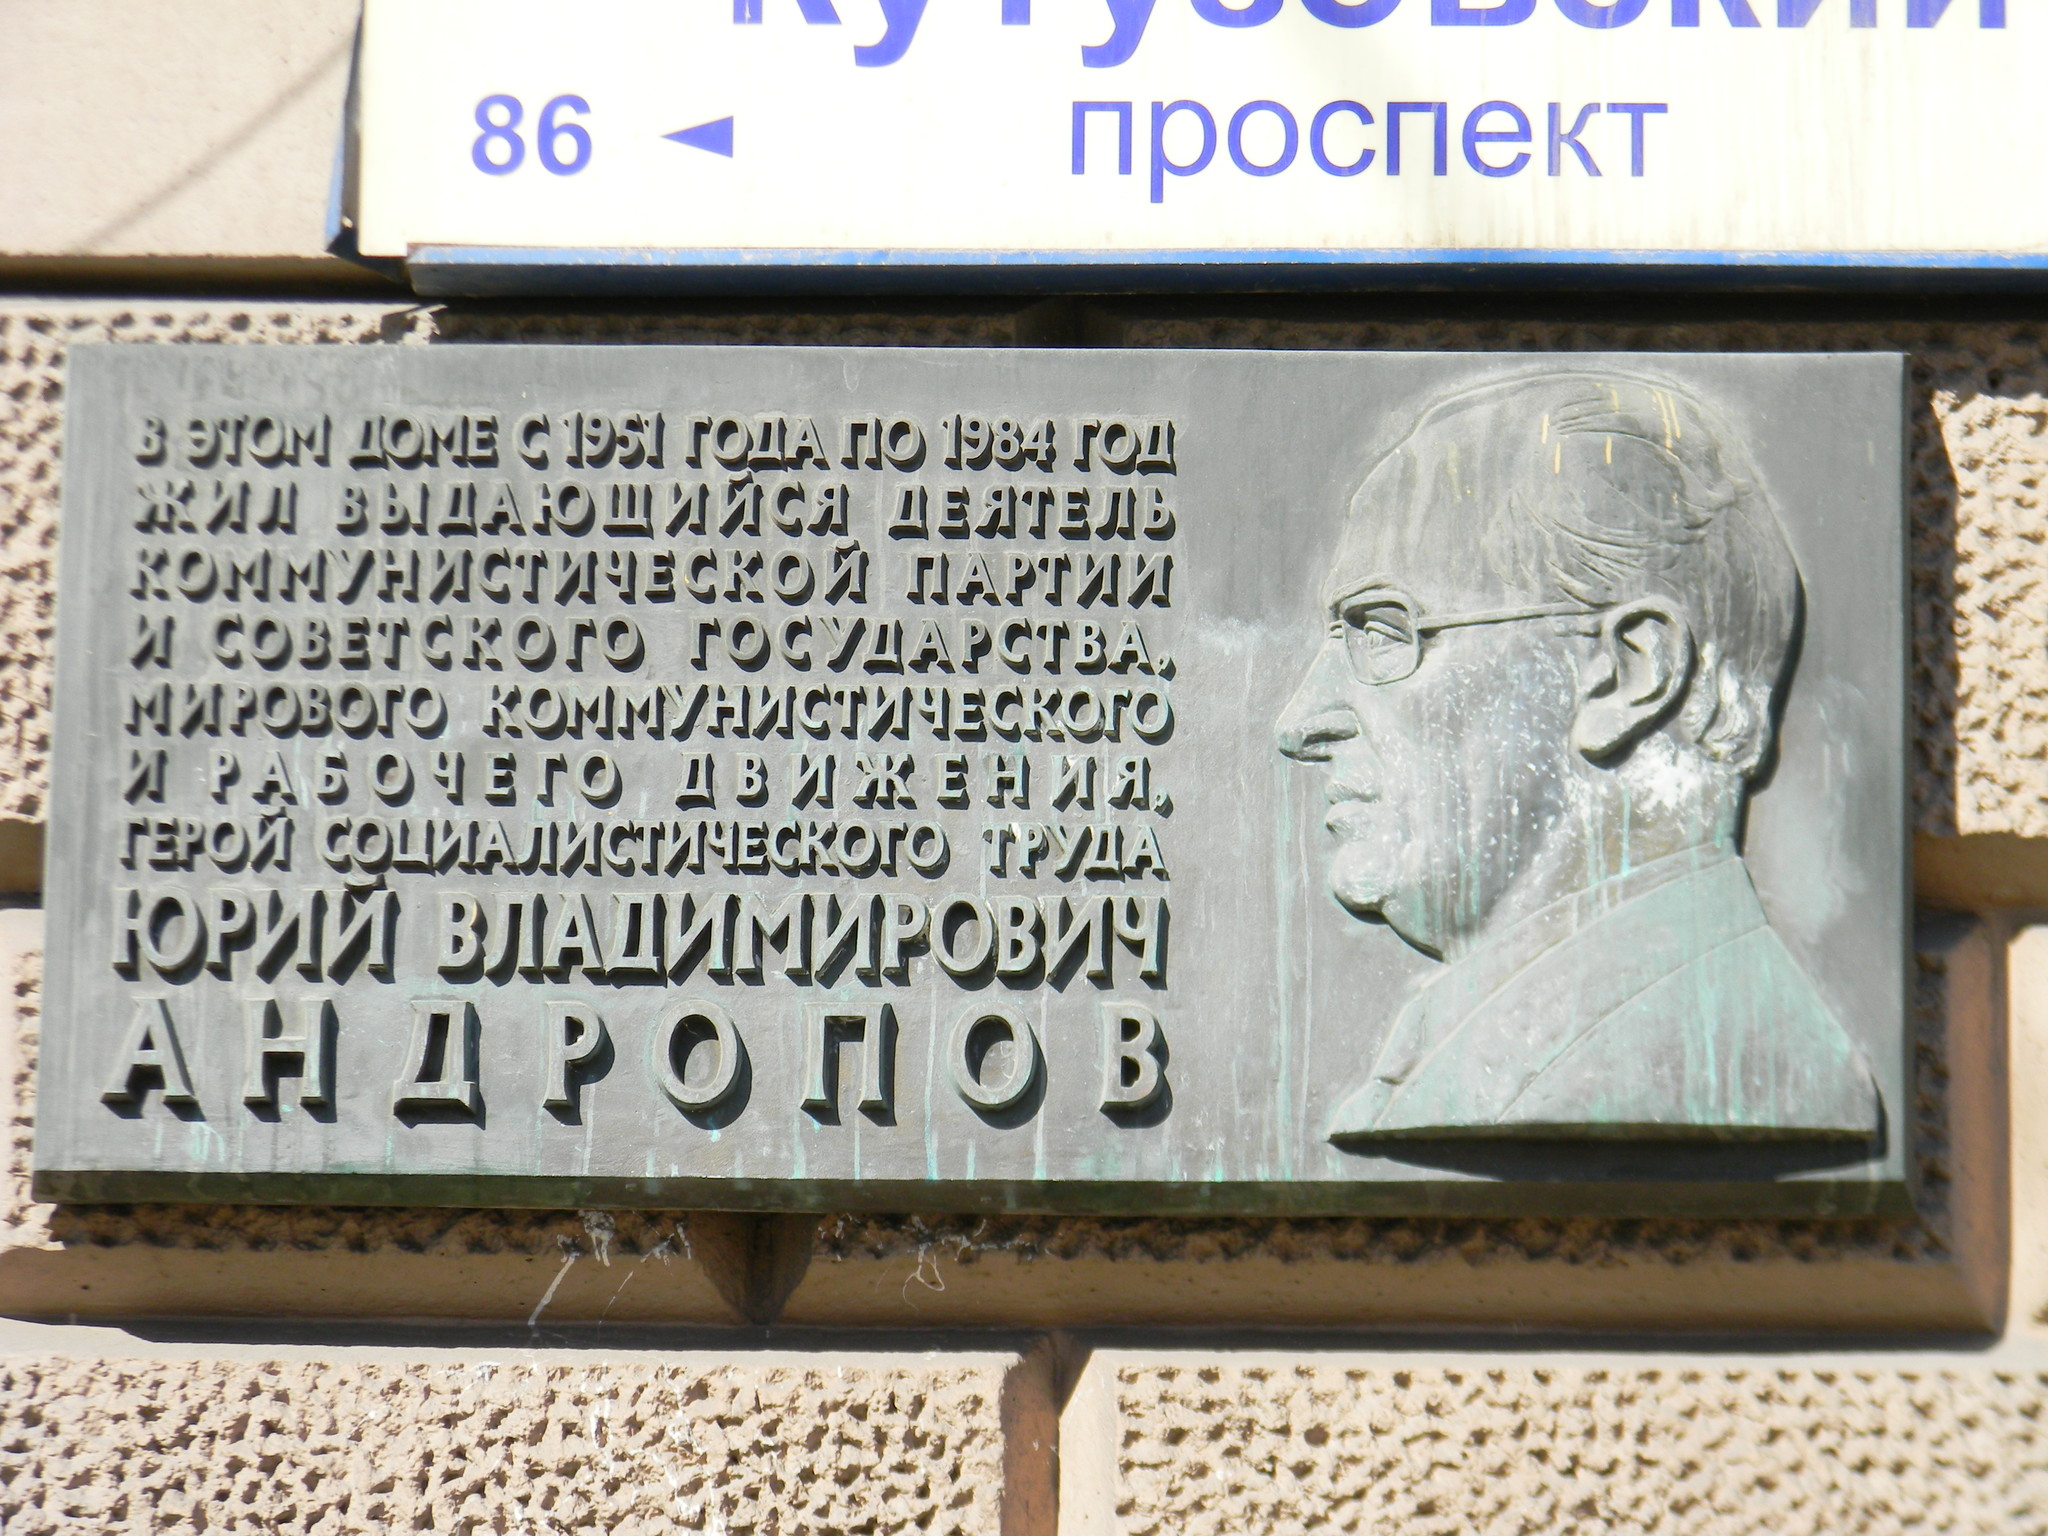 Кутузовский
86 ◄ проспект
В ЭТОМ ДОМЕ С 1951 ГОДА ПО 1984 ГОД
ЖИЛ ВЫДАЮЩИЙСЯ ДЕЯТЕЛЬ
КОММУНИСТИЧЕСКОЙ ПАРТИИ
И СОВЕТСКОГО ГОСУДАРСТВА,
МИРОВОГО КОММУНИСТИЧЕСКОГО
И РАБОЧЕГО ДВИЖЕНИЯ,
ГЕРОЙ СОЦИАЛИСТИЧЕСКОГО ТРУДА
ЮРИЙ ВЛАДИМИРОВИЧ
АНДРОПОВ